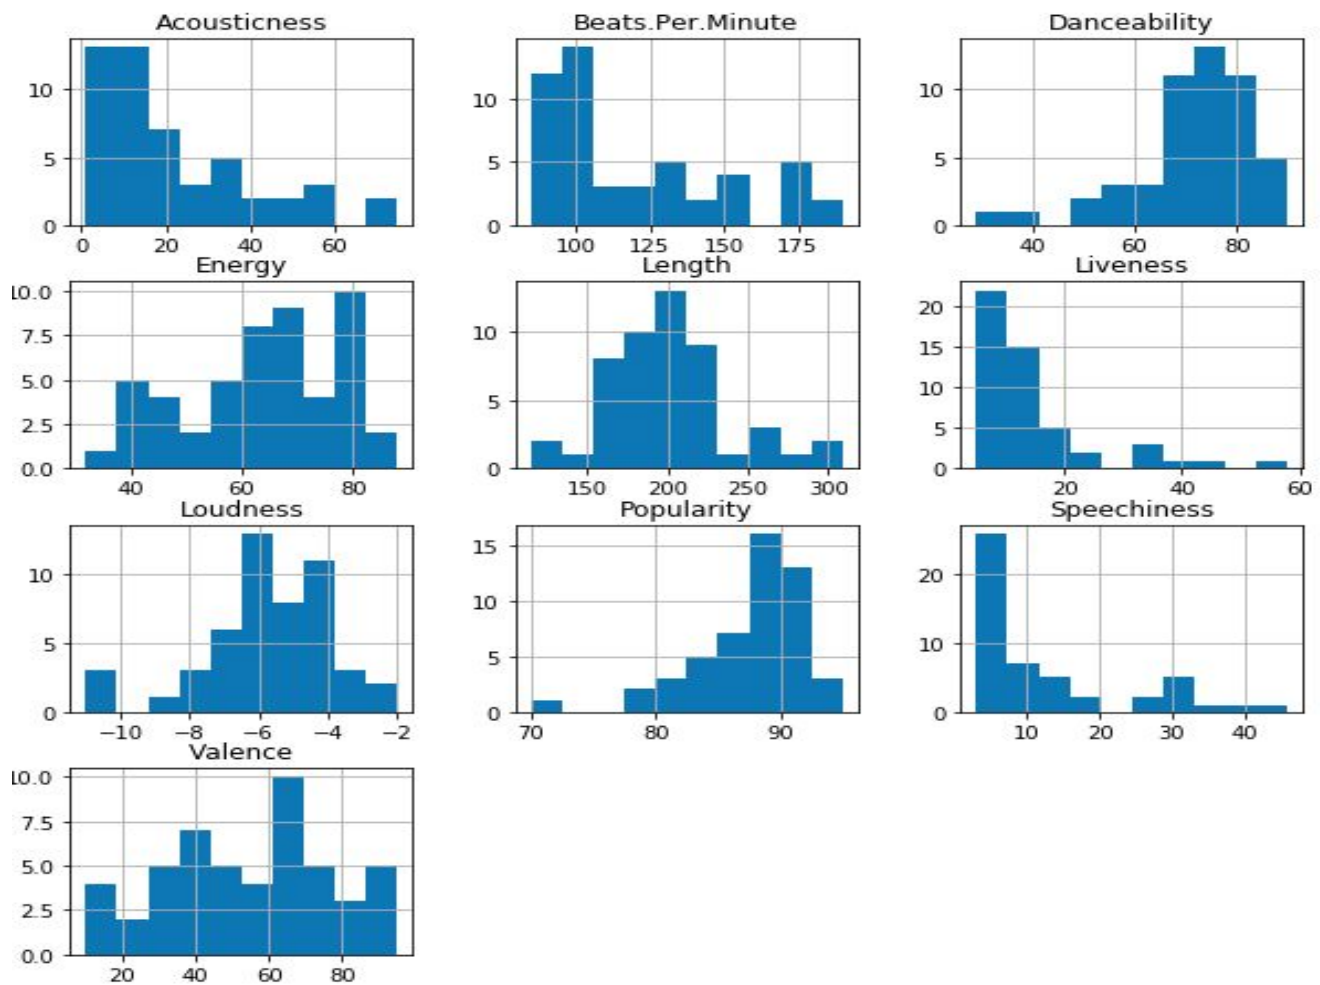 Acousticness Beats.Per.Minute Danceability
10 10 10
5 5 5
0 0 0
0 20 40 60 100 125 150 175 40 60 80
Energy Length Liveness
10.0 20
7.5 10 15
5.0 5 10
2.5 5
0.0 0 0
40 60 80 150 200 250 300 20 40 60
Loudness Popularity Speechiness
15
10 10 20
5 5 10
0 0 0
−10 −8 −6 −4 −2 70 80 90 10 20 30 40
Valence
10.0
7.5
5.0
2.5
0.0
20 40 60 80